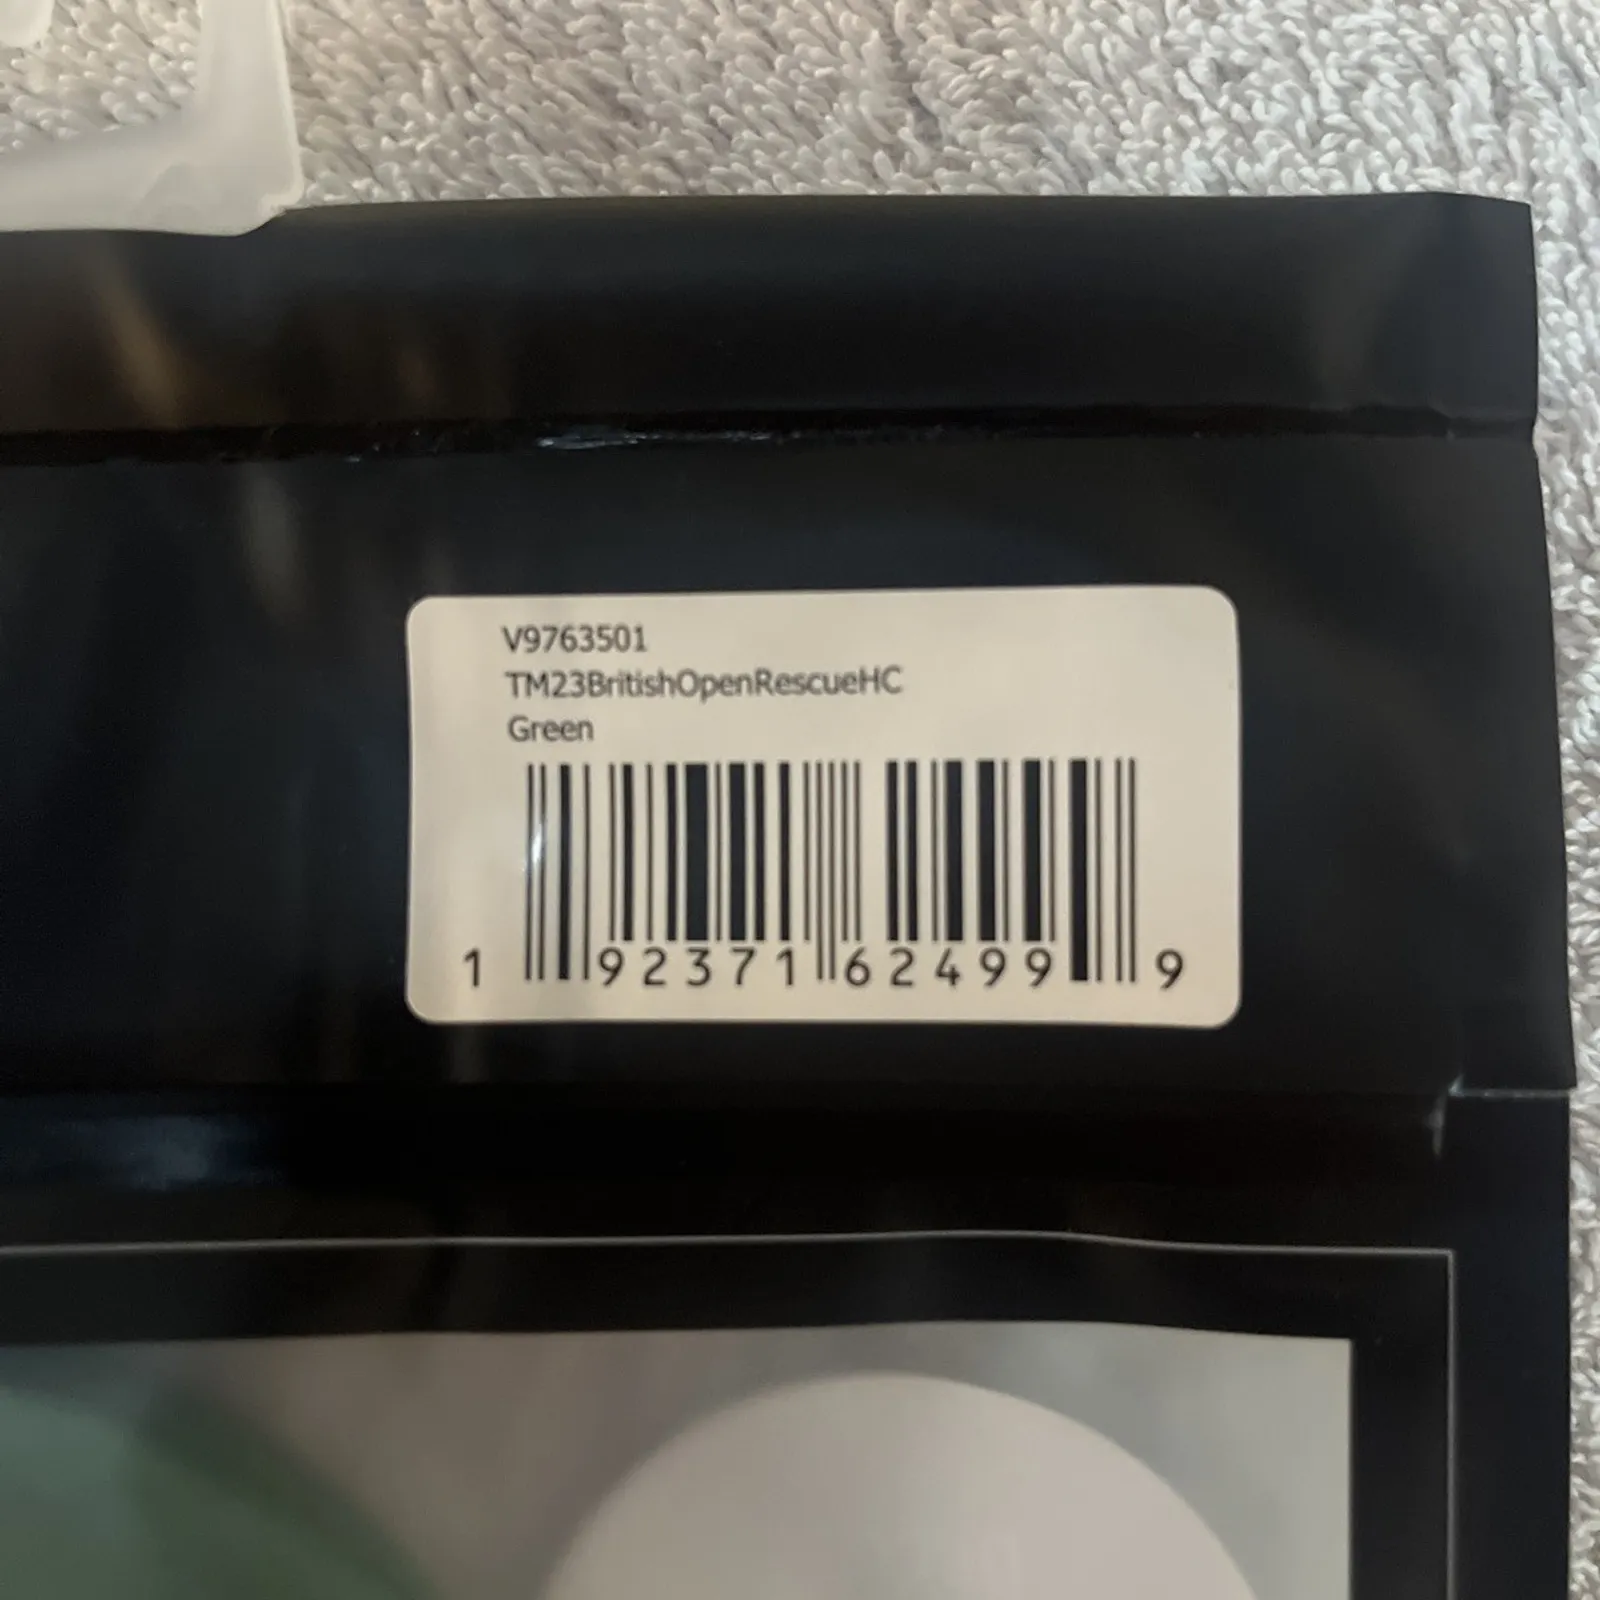 V9763501
TM23BritishOpenRescueHC
Green
1 92371 62499 9